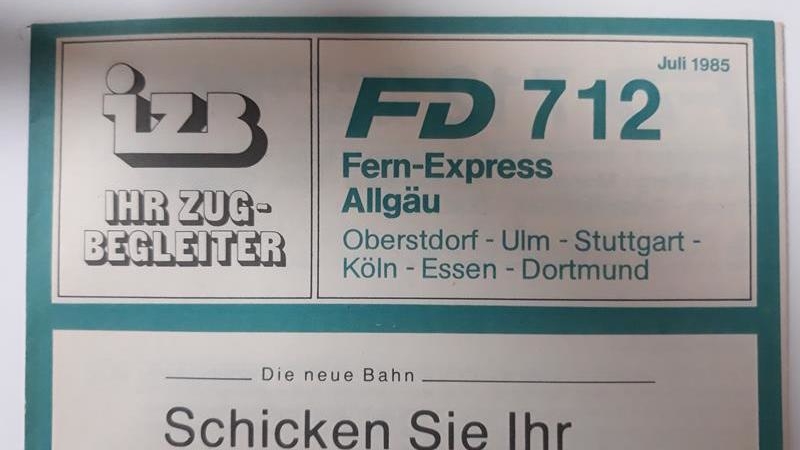 izb
IHR ZUG-
BEGLEITER
Juli 1985
FD 712
Fern-Express
Allgäu
Oberstdorf - Ulm - Stuttgart -
Köln - Essen - Dortmund
Die neue Bahn
Schicken Sie Ihr